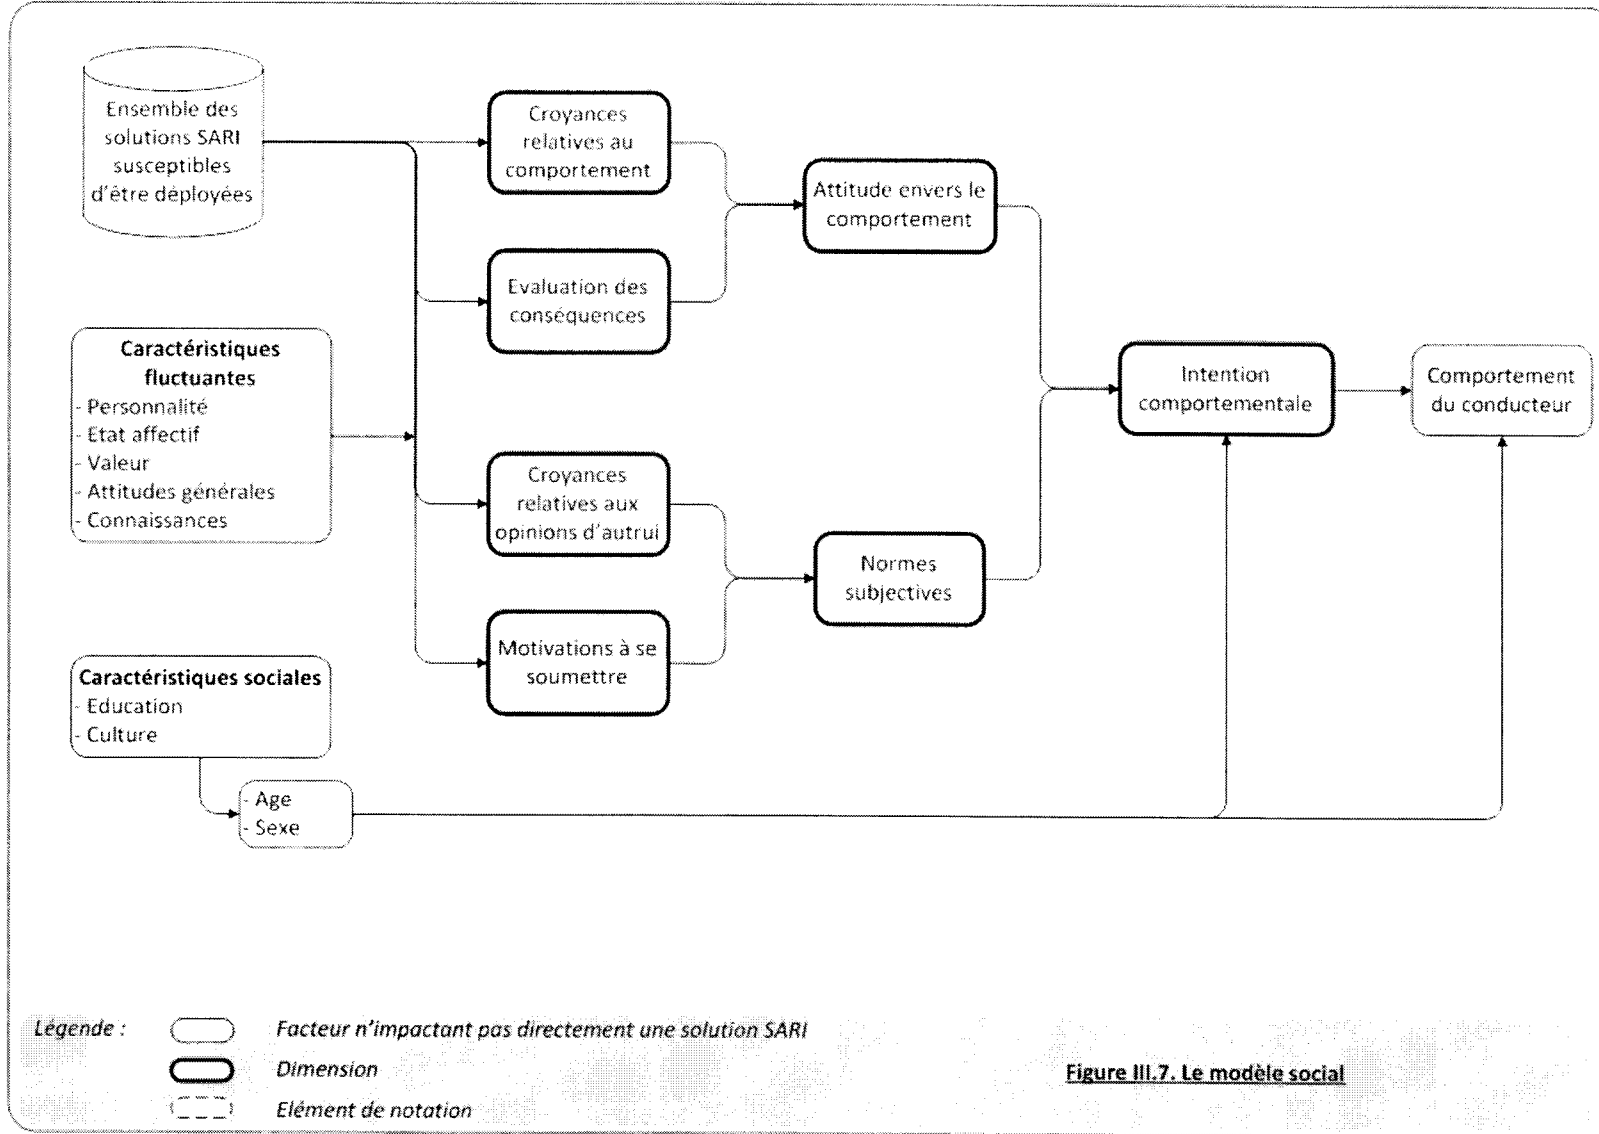 Ensemble des
solutions SARI
susceptibles
d'être déployées
Croyances
relatives au
comportement
Evaluation des
conséquences
Attitude envers le
comportement
Caractéristiques
fluctuantes
- Personnalité
- Etat affectif
- Valeur
- Attitudes générales
- Connaissances
Croyances
relatives aux
opinions d'autrui
Motivations à se
soumettre
Normes
subjectives
Intention
comportementale
Comportement
du conducteur
Caractéristiques sociales
- Education
- Culture
- Age
- Sexe
Légende :
Facteur n'impactant pas directement une solution SARI
Dimension
Elément de notation
Figure III.7. Le modèle social